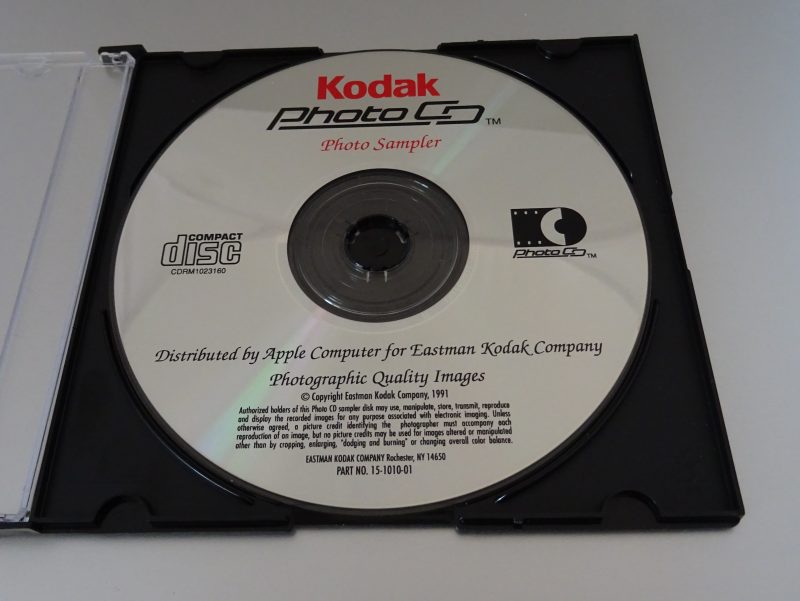 Kodak
Photo CD™
Photo Sampler
COMPACT
disc
CDRM1023160
Photo CD™
Distributed by Apple Computer for Eastman Kodak Company
Photographic Quality Images
© Copyright Eastman Kodak Company, 1991
Authorized holders of this Photo CD sampler disk may use, manipulate, store, transmit, reproduce
and display the recorded images for any purpose associated with electronic imaging. Unless
otherwise agreed, a picture credit identifying the photographer must accompany each
reproduction of an image, but no picture credits may be used for images altered or manipulated
other than by cropping, enlarging, "dodging and burning" or changing overall color balance.
EASTMAN KODAK COMPANY Rochester, NY 14650
PART NO. 15-1010-01